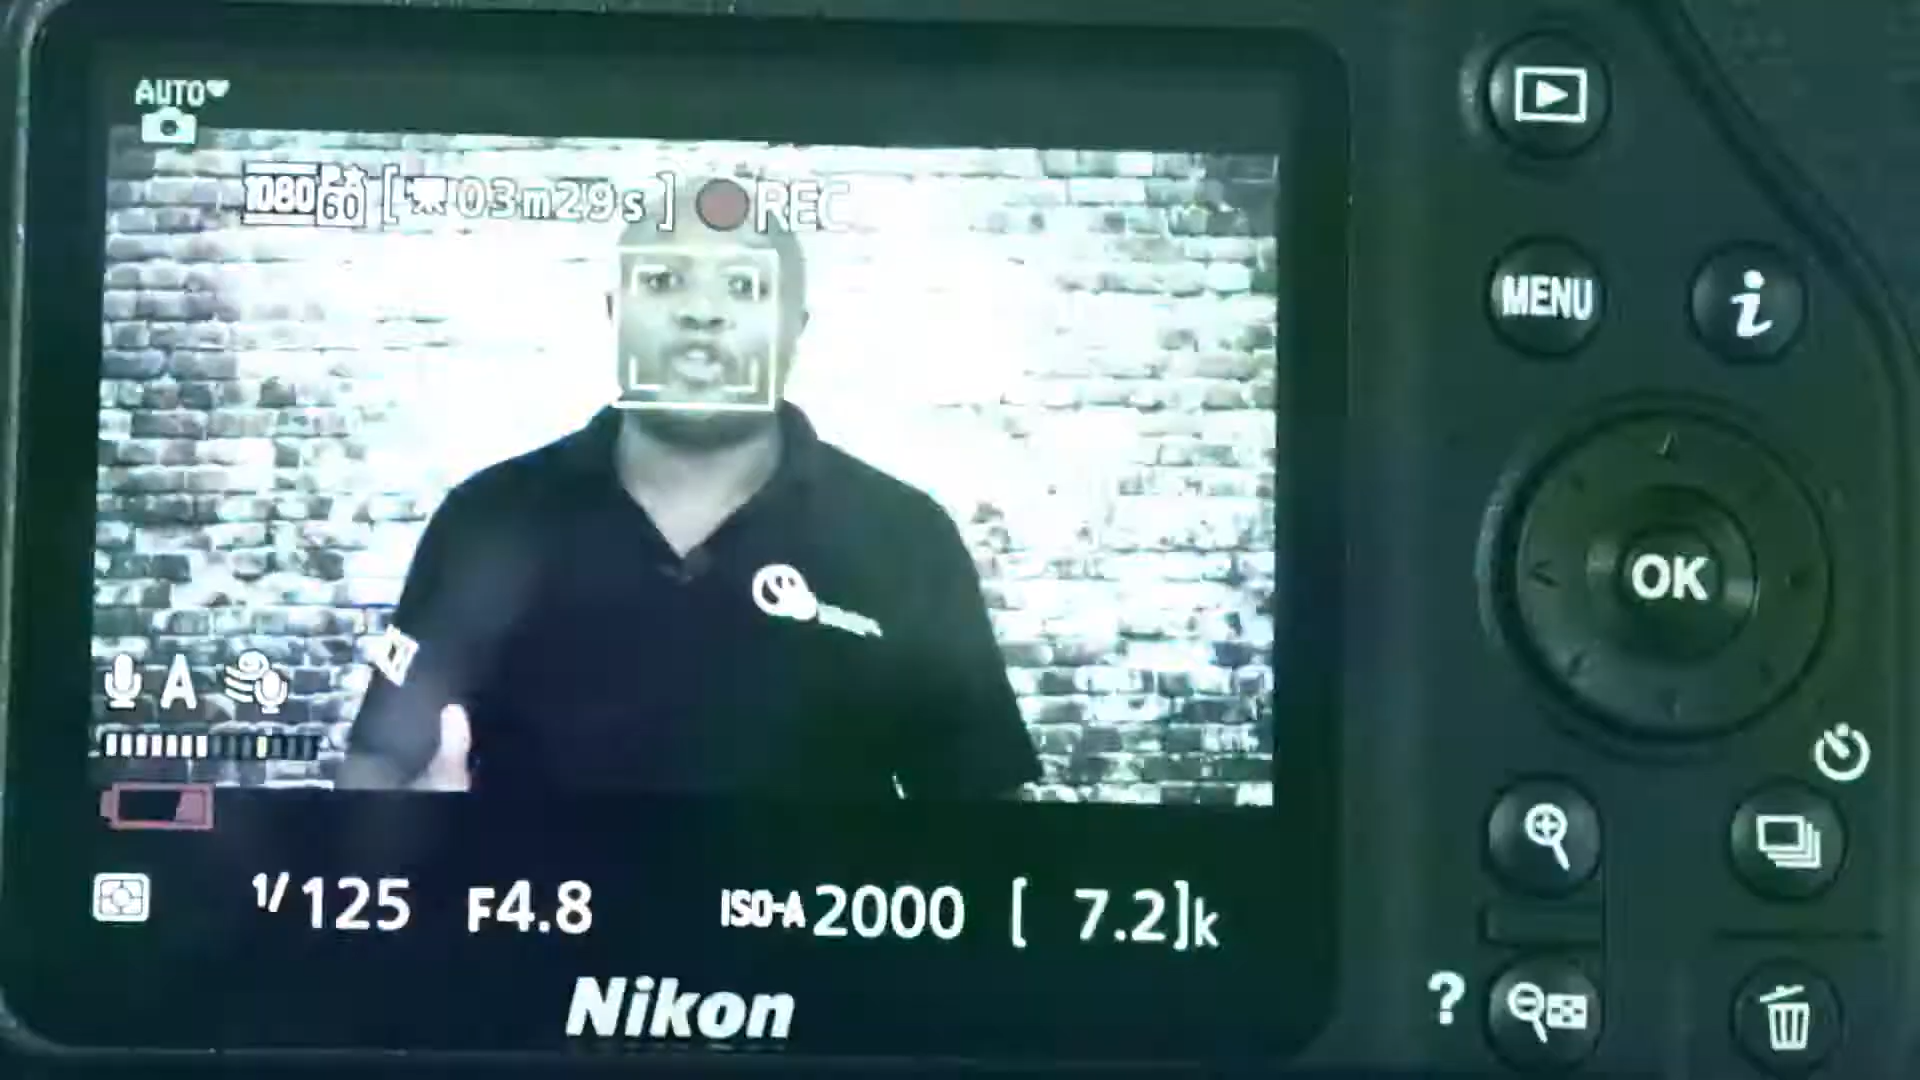 AUTO
1080 60 [ 03m29s ] REC
MENU
i
OK
A
1/125 F4.8 ISO-A 2000 [ 7.2]k
?
Nikon